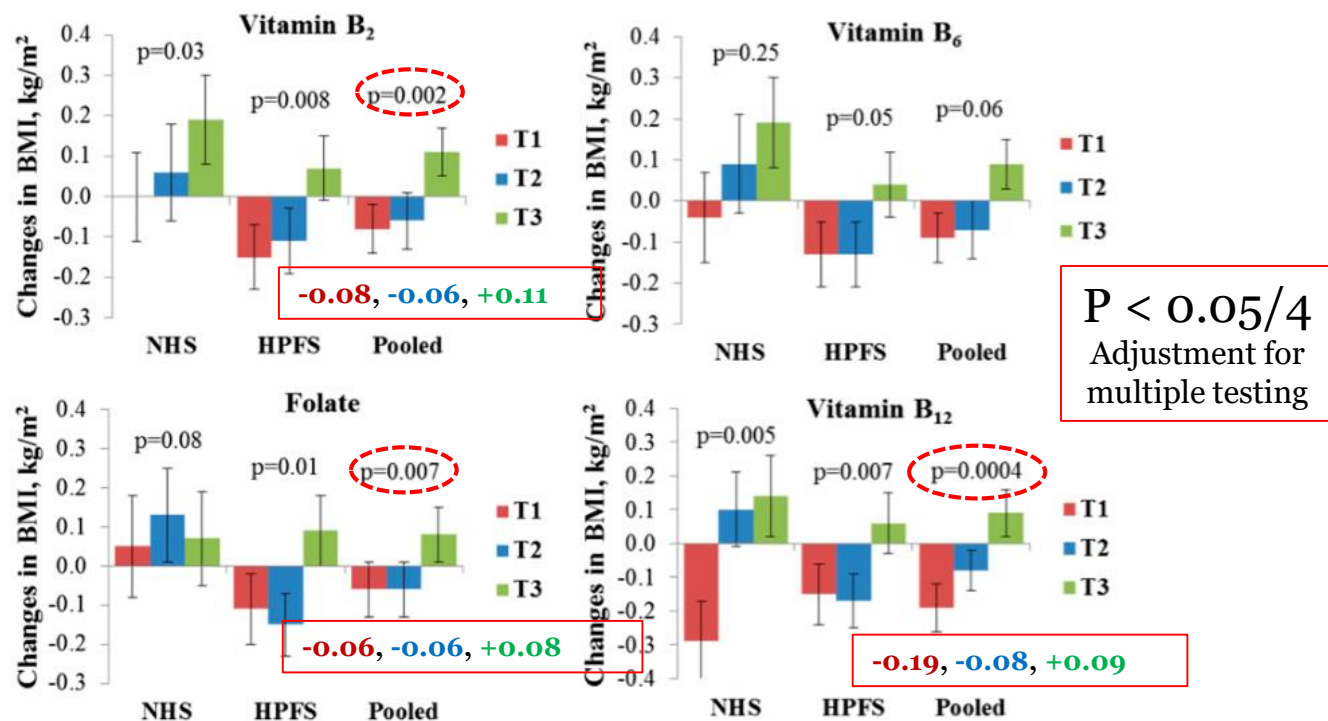 Vitamin B₂
Changes in BMI, kg/m²
0.4
0.3
0.2
0.1
0.0
-0.1
-0.2
-0.3
p=0.03
p=0.008
p=0.002
T1
T2
T3
-0.08, -0.06, +0.11
NHS HPFS Pooled
Vitamin B₆
Changes in BMI, kg/m²
0.4
0.3
0.2
0.1
0.0
-0.1
-0.2
-0.3
p=0.25
p=0.05
p=0.06
T1
T2
T3
NHS HPFS Pooled
P < 0.05/4
Adjustment for
multiple testing
Folate
Changes in BMI, kg/m²
0.4
0.3
0.2
0.1
0.0
-0.1
-0.2
-0.3
p=0.08
p=0.01
p=0.007
T1
T2
T3
-0.06, -0.06, +0.08
NHS HPFS Pooled
Vitamin B₁₂
Changes in BMI, kg/m²
0.4
0.3
0.2
0.1
0.0
-0.1
-0.2
-0.3
-0.4
p=0.005
p=0.007
p=0.0004
T1
T2
T3
-0.19, -0.08, +0.09
NHS HPFS Pooled